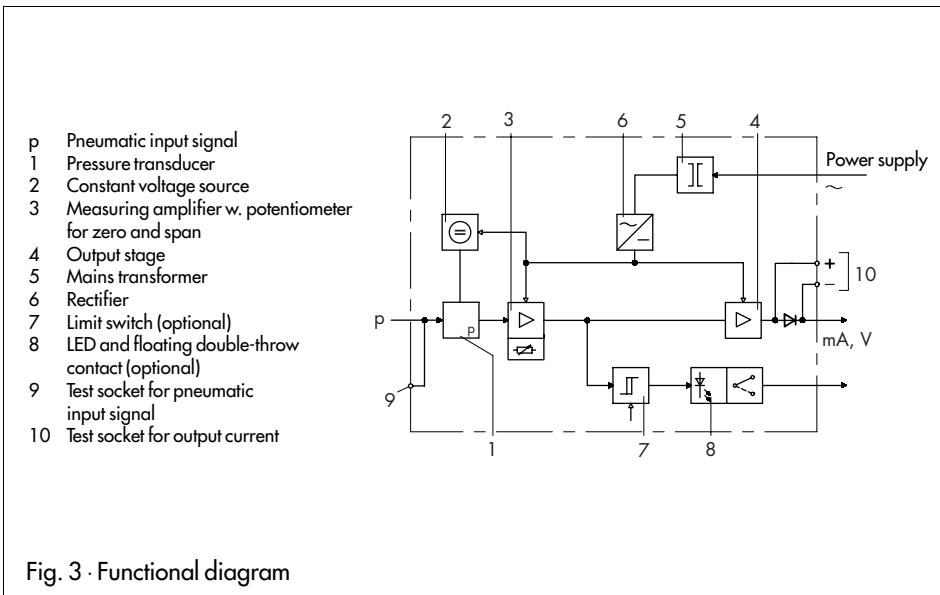 p Pneumatic input signal
1 Pressure transducer
2 Constant voltage source
3 Measuring amplifier w. potentiometer
for zero and span
4 Output stage
5 Mains transformer
6 Rectifier
7 Limit switch (optional)
8 LED and floating double-throw
contact (optional)
9 Test socket for pneumatic
input signal
10 Test socket for output current
2 3 6 5 4
Power supply
~
=
~ –
+
10
–
p
p
mA, V
9
1 7 8
Fig. 3 · Functional diagram